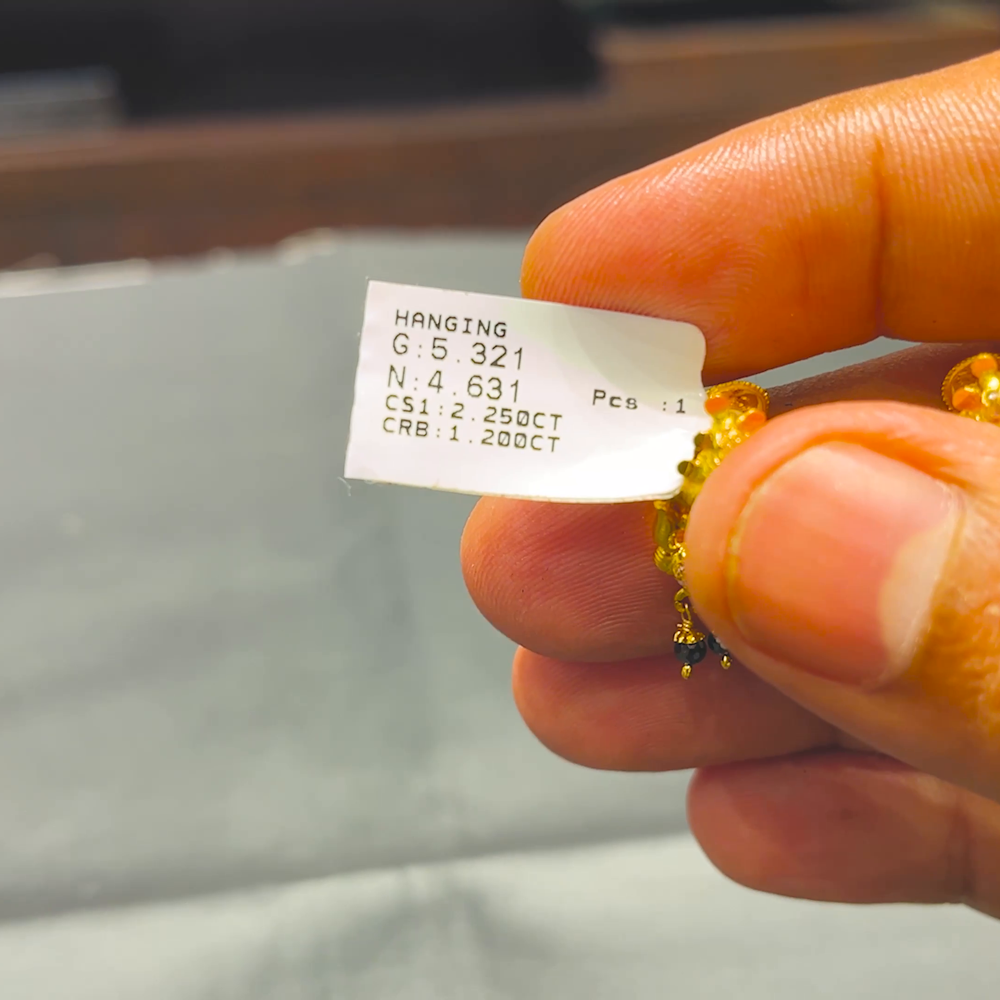 HANGING
G:5.321
N:4.631
Pcs :1
CS1:2.250CT
CRB:1.200CT